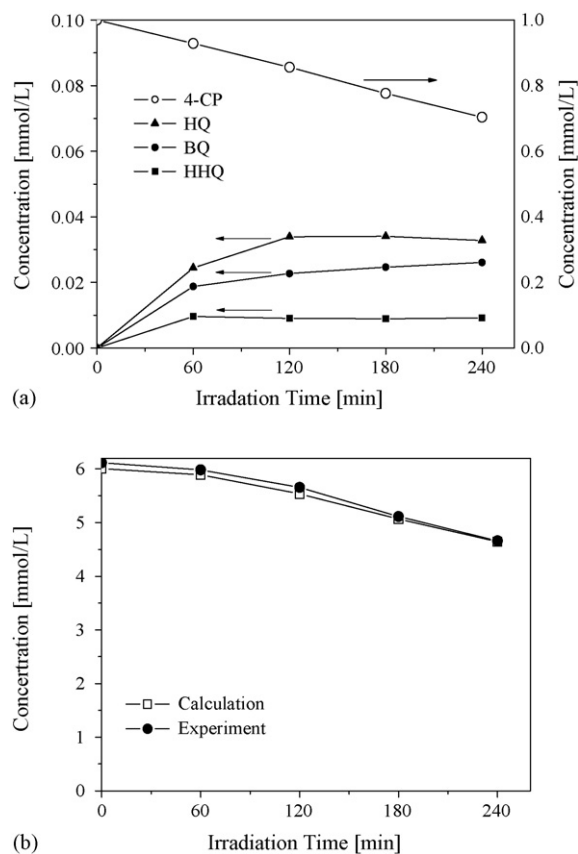 0.10
0.08
0.06
0.04
0.02
0.00
Concentration [mmol/L]
4-CP
HQ
BQ
HHQ
1.0
0.8
0.6
0.4
0.2
0.0
Concentration [mmol/L]
0 60 120 180 240
Irradation Time [min]
(a)
6
5
4
3
2
1
0
Concertration [mmol/L]
Calculation
Experiment
0 60 120 180 240
Irradiation Time [min]
(b)